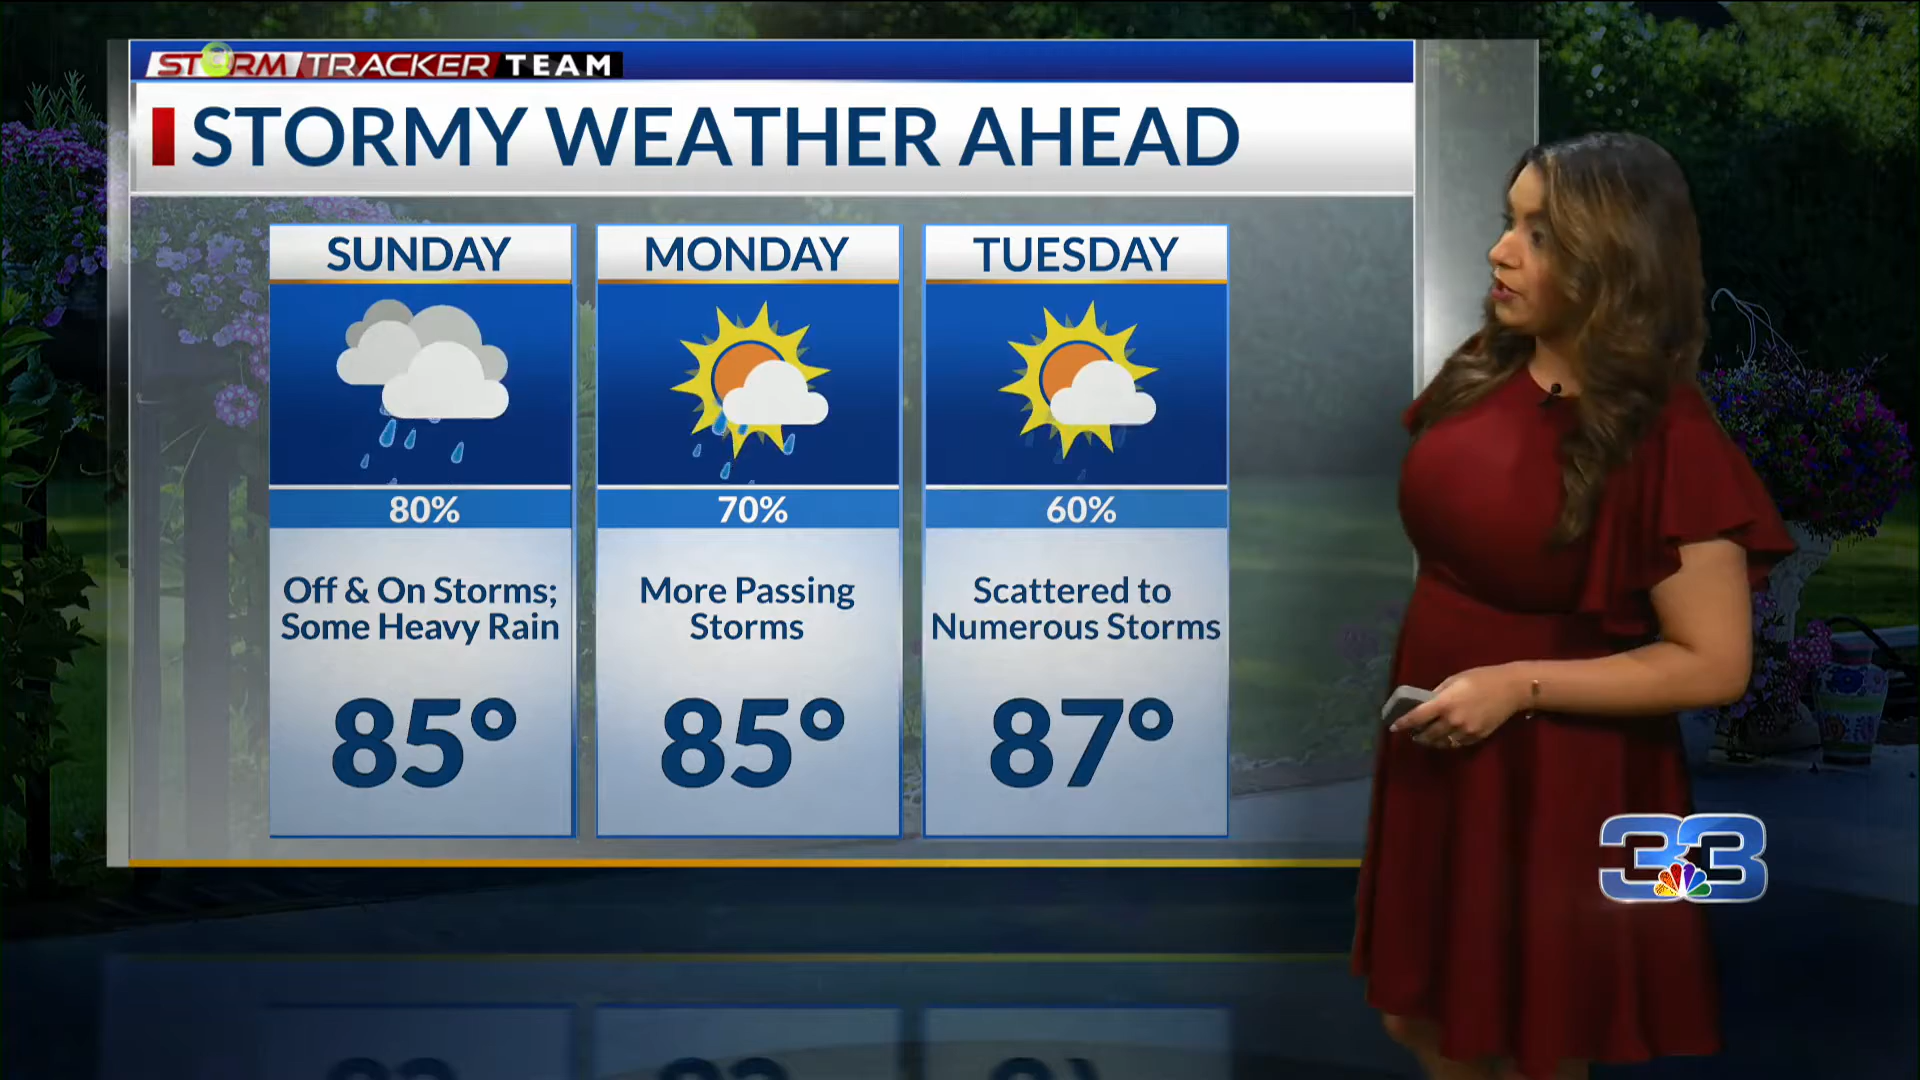 STORM TRACKER TEAM
STORMY WEATHER AHEAD
SUNDAY
80%
Off & On Storms;
Some Heavy Rain
85°
MONDAY
70%
More Passing
Storms
85°
TUESDAY
60%
Scattered to
Numerous Storms
87°
33